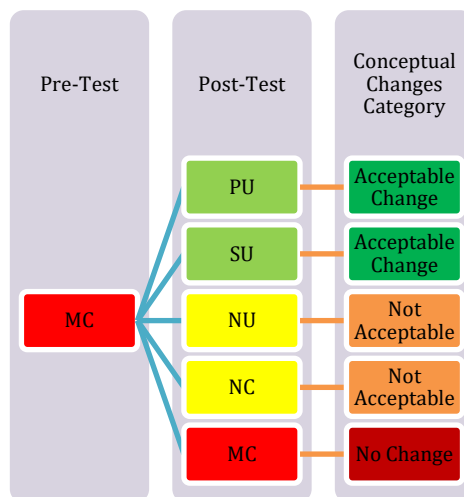 Pre-Test
Post-Test
Conceptual
Changes
Category
MC
PU
Acceptable
Change
SU
Acceptable
Change
NU
Not
Acceptable
NC
Not
Acceptable
MC
No Change